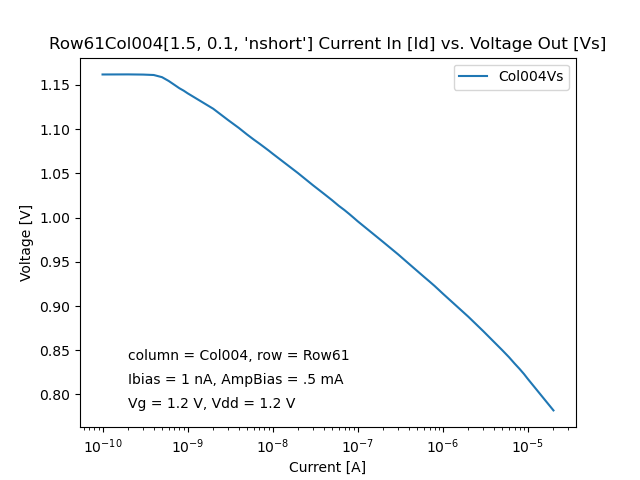 Row61Col004[1.5, 0.1, 'nshort'] Current In [Id] vs. Voltage Out [Vs]
Col004Vs
Voltage [V]
1.15
1.10
1.05
1.00
0.95
0.90
0.85
0.80
column = Col004, row = Row61
Ibias = 1 nA, AmpBias = .5 mA
Vg = 1.2 V, Vdd = 1.2 V
10⁻¹⁰ 10⁻⁹ 10⁻⁸ 10⁻⁷ 10⁻⁶ 10⁻⁵
Current [A]